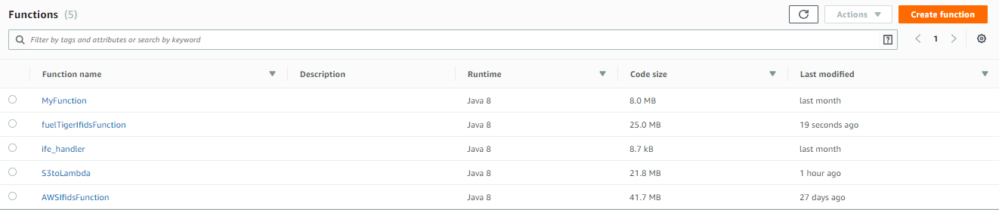 Functions (5)
Actions
Create function
Filter by tags and attributes or search by keyword
?
1
Function name Description Runtime Code size Last modified
MyFunction Java 8 8.0 MB last month
fuelTigerIfidsFunction Java 8 25.0 MB 19 seconds ago
ife_handler Java 8 8.7 kB last month
S3toLambda Java 8 21.8 MB 1 hour ago
AWSIfidsFunction Java 8 41.7 MB 27 days ago